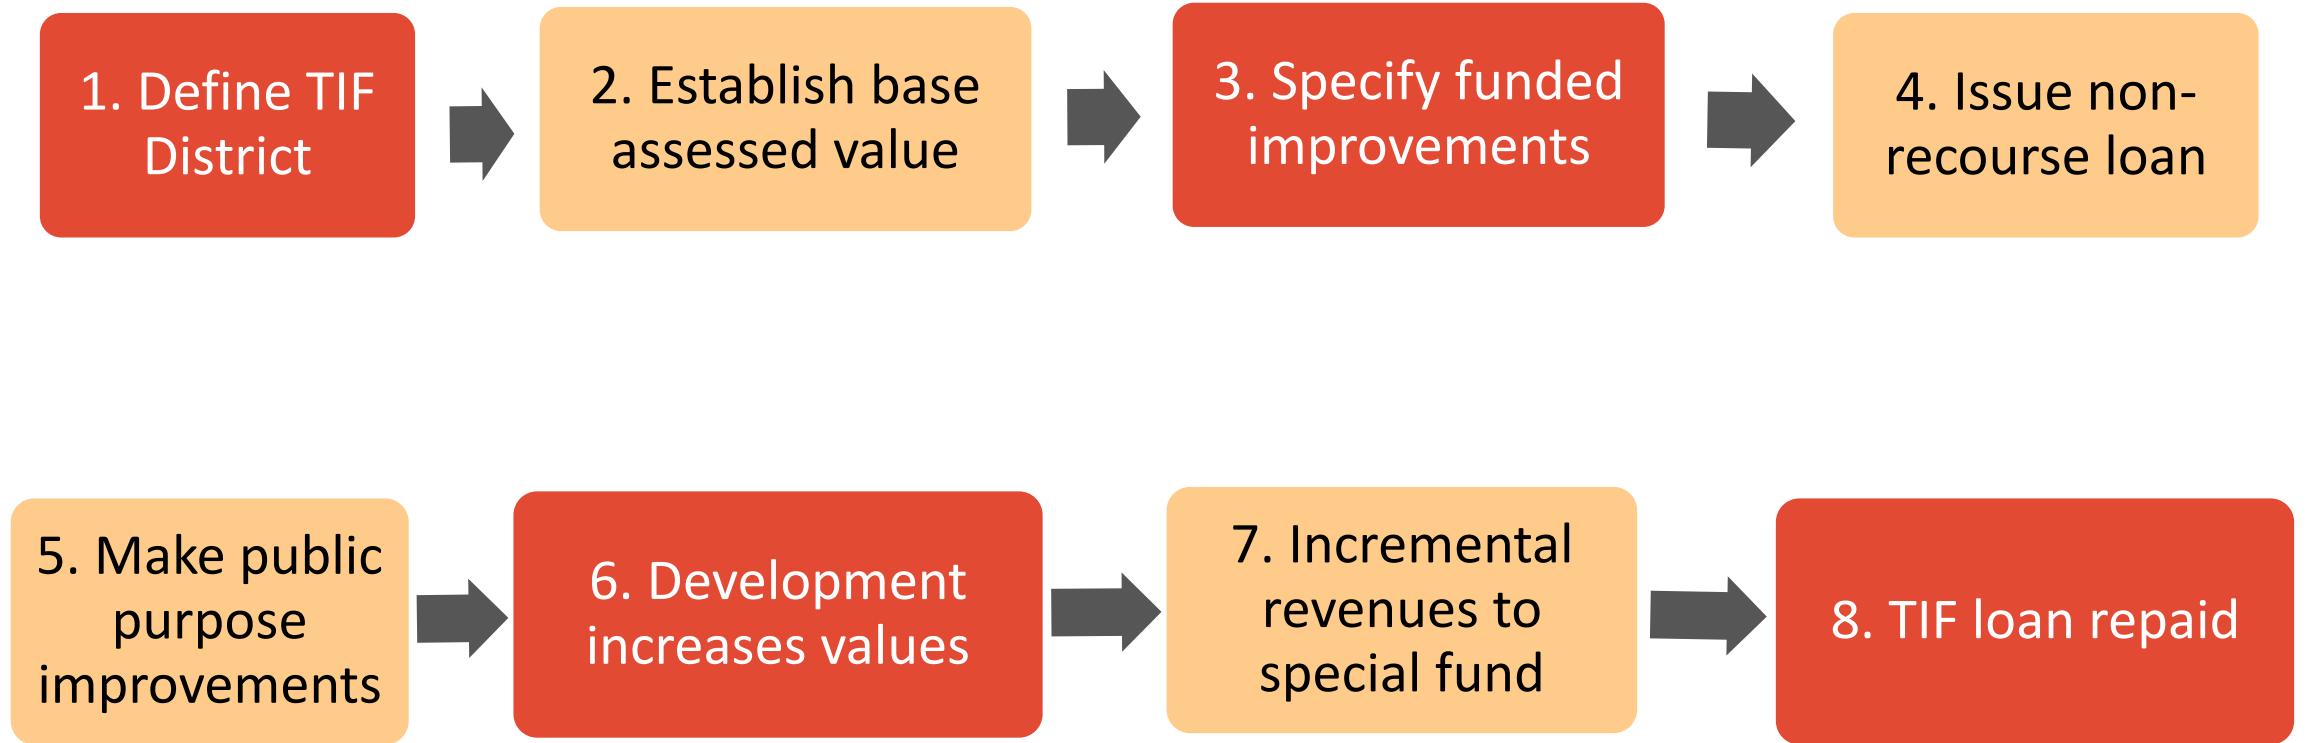 1. Define TIF
District
2. Establish base
assessed value
3. Specify funded
improvements
4. Issue non-
recourse loan
5. Make public
purpose
improvements
6. Development
increases values
7. Incremental
revenues to
special fund
8. TIF loan repaid